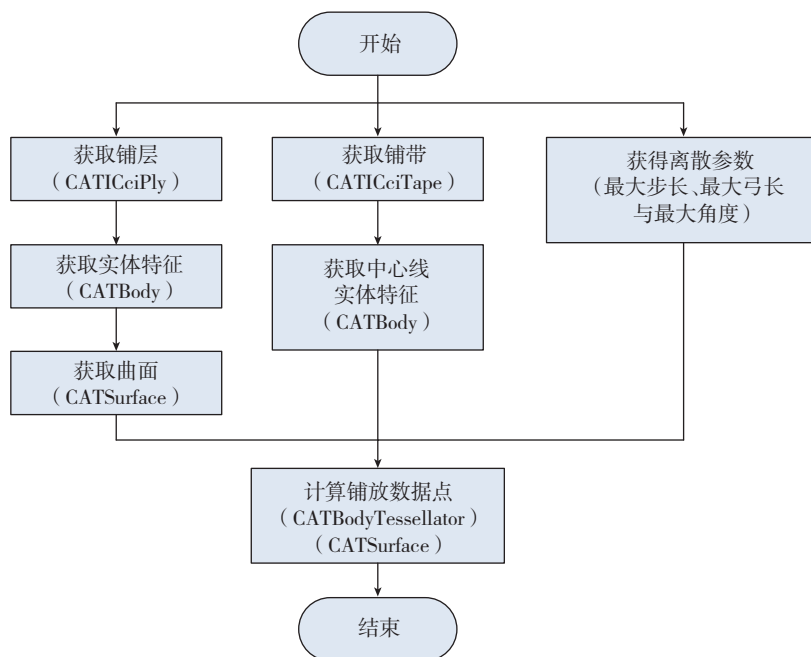 开始
获取铺层
（CATICciPly）
获取铺带
（CATICciTape）
获得离散参数
（最大步长、最大弓长
与最大角度）
获取实体特征
（CATBody）
获取中心线
实体特征
（CATBody）
获取曲面
（CATSurface）
计算铺放数据点
（CATBodyTessellator）
（CATSurface）
结束